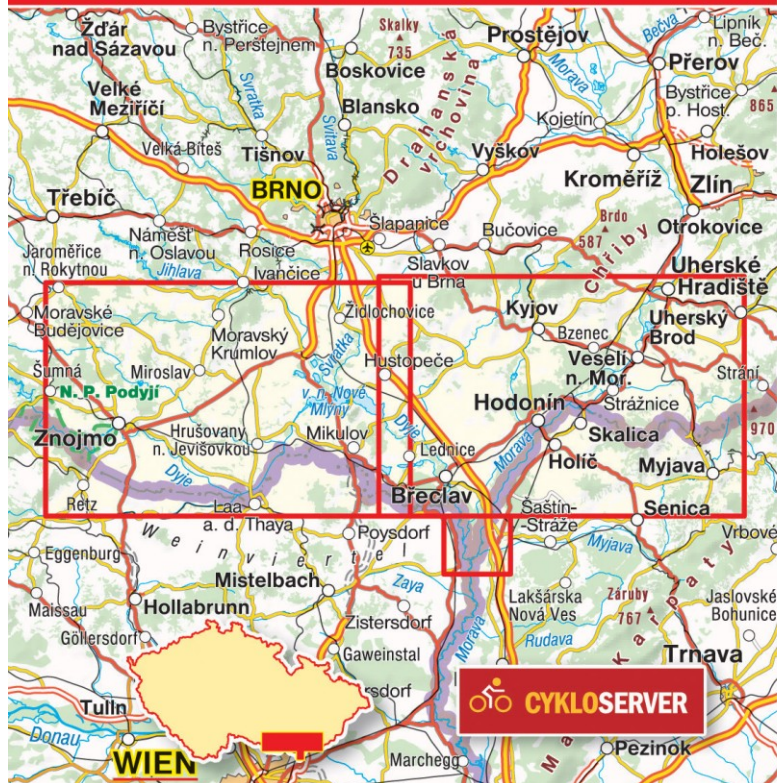 Žďár
nad Sázavou
Bystřice
n. Perštejnem
Skalky
735
Boskovice
Prostějov
Bečva
Lipník
n. Beč.
Přerov
Velké
Meziříčí
Svratka
Svitava
Blansko
Drahanská
vrchovina
Morava
Kojetín
Bystřice
p. Host.
865
Velká Bíteš
Tišnov
Vyškov
Holešov
Kroměříž
Zlín
Třebíč
BRNO
Šlapanice
Bučovice
Brdo
587
Chřiby
Otrokovice
Náměšť
n. Oslavou
Rosice
Jaroměřice
n. Rokytnou
Jihlava
Ivančice
Slavkov
u Brna
Uherské
Hradiště
Moravské
Budějovice
Moravský
Krumlov
Židlochovice
Svratka
Kyjov
Bzenec
Uherský
Brod
Šumná
N. P. Podyjí
Miroslav
Hustopeče
v. n. Nové
Mlýny
Veselí
n. Mor.
Strání
Znojmo
Hrušovany
n. Jevišovkou
Mikulov
Dyje
Lednice
Hodonín
Strážnice
Skalica
970
Dyje
Morava
Holíč
Myjava
Retz
Laa
a. d. Thaya
Břeclav
Šaštín
-Stráže
Senica
Weinviertel
Poysdorf
Myjava
Vrbové
Eggenburg
Mistelbach
Zaya
Lakšárska
Nová Ves
Záruby
767
Jaslovské
Bohunice
Maissau
Hollabrunn
Zistersdorf
Morava
Rudava
Göllersdorf
Gaweinstal
Trnava
rsdorf
CYKLOSERVER
Tulln
Donau
WIEN
Marchegg
Pezinok